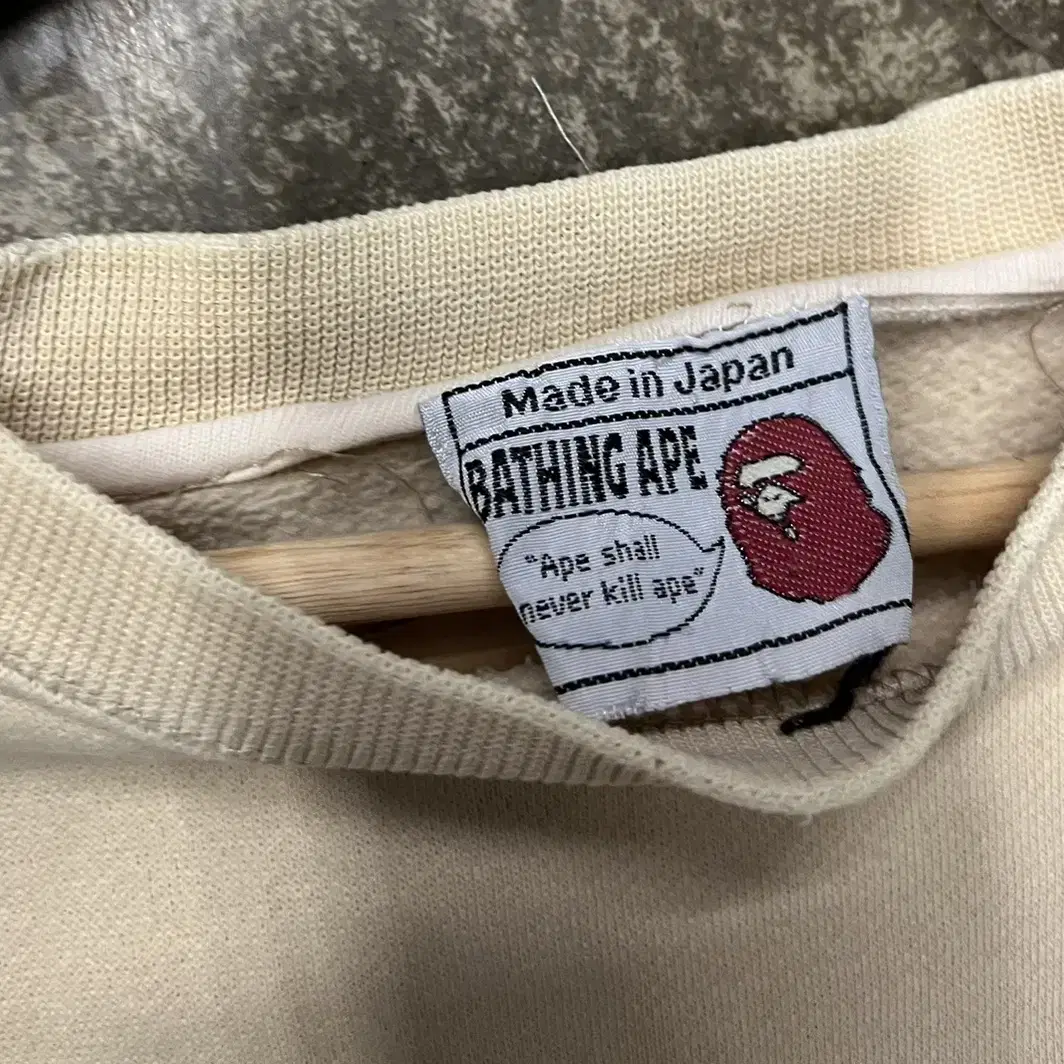 Made in Japan
BATHING APE
"Ape shall
never kill ape"